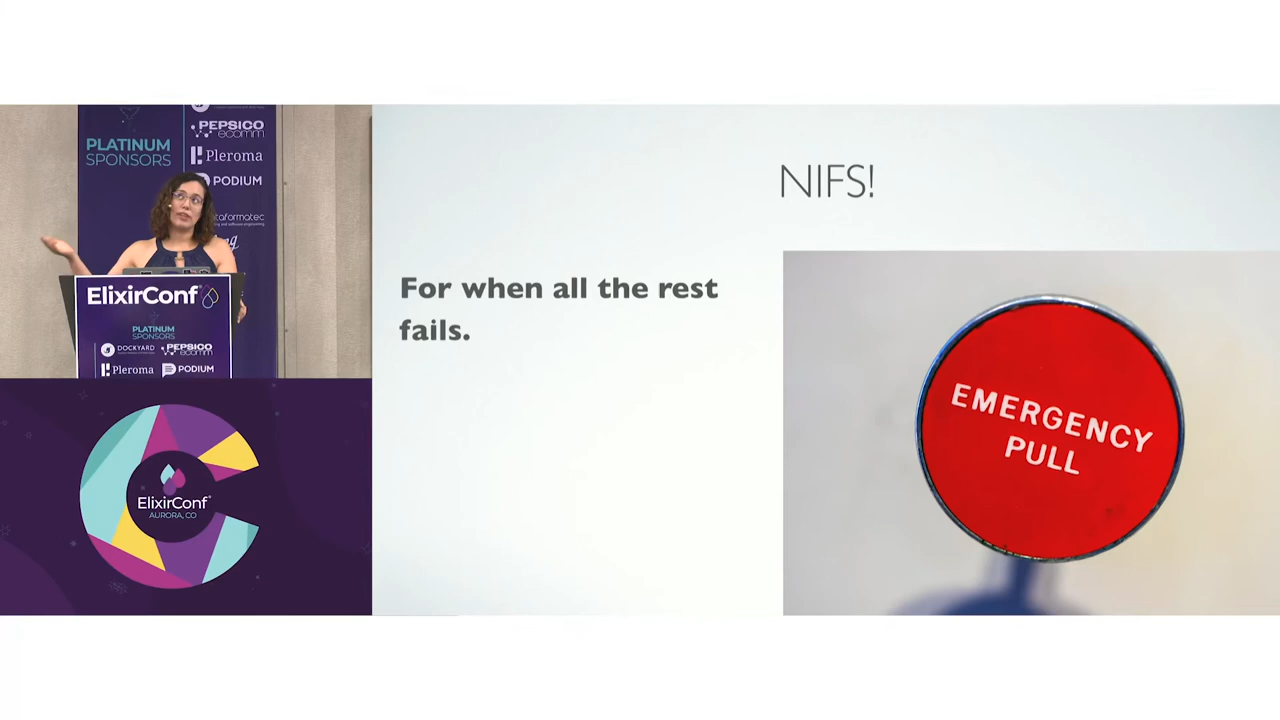 PEPSICO
ecomm
PLATINUM
SPONSORS
Pleroma
PODIUM
ElixirConf
PLATINUM
SPONSORS
DOCKYARD
PEPSICO
ecomm
Pleroma
PODIUM
ElixirConf
AURORA, CO
NIFS!
For when all the rest
fails.
EMERGENCY
PULL